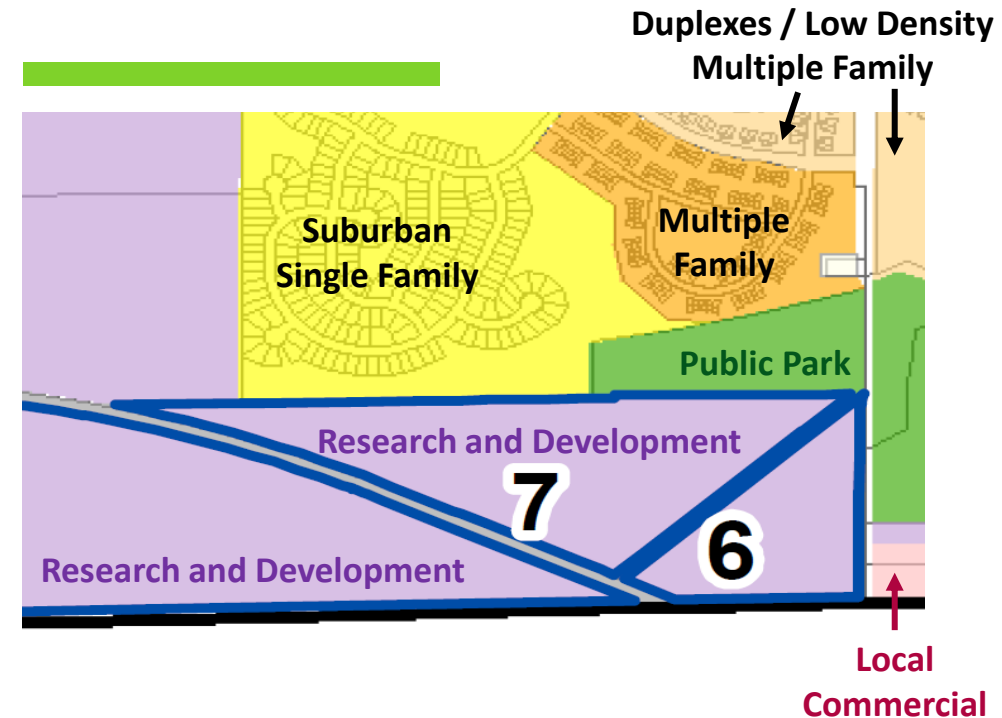 Duplexes / Low Density
Multiple Family
Suburban
Single Family
Multiple
Family
Public Park
Research and Development
7
6
Research and Development
Local
Commercial